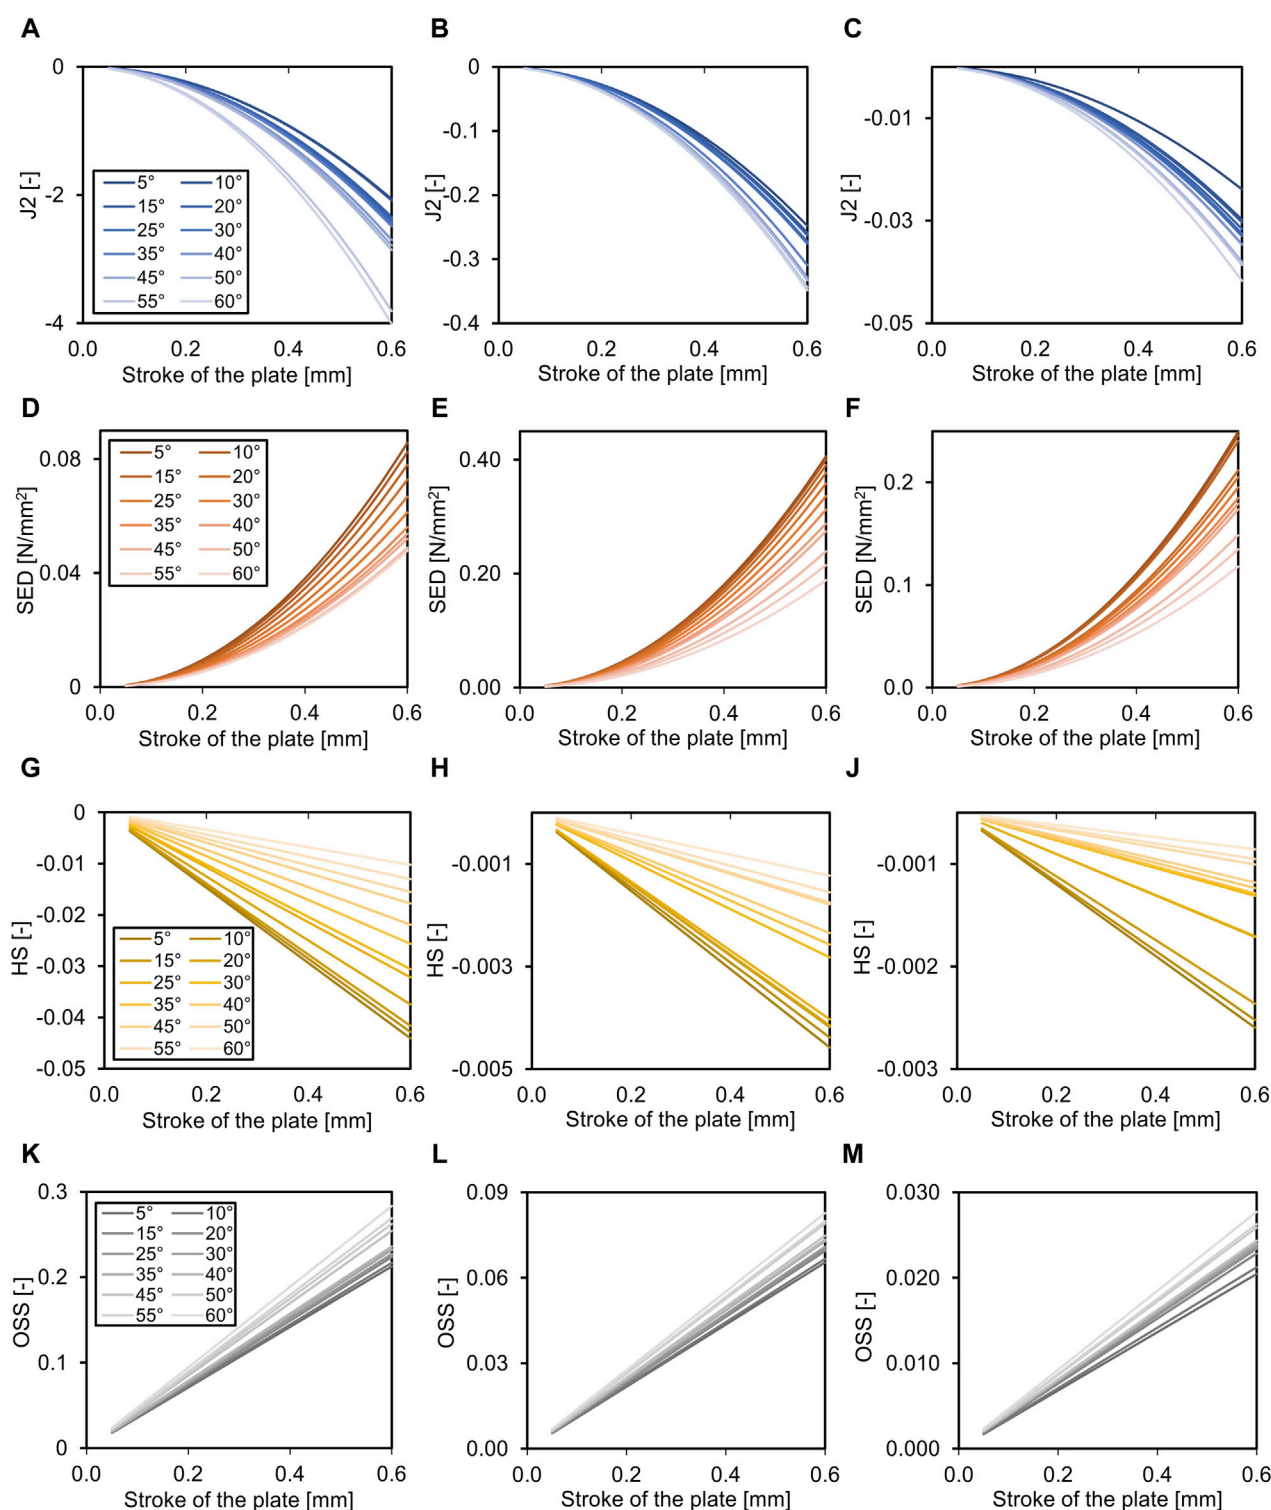 A B C
0 0
-0.01
-0.1
J2 [-] -2 J2 [-] -0.2 J2 [-] -0.03
5° 10°
15° 20°
25° 30°
35° 40°
45° 50°
55° 60°
-0.3
-4 -0.4 -0.05
0.0 0.2 0.4 0.6 0.0 0.2 0.4 0.6 0.0 0.2 0.4 0.6
Stroke of the plate [mm] Stroke of the plate [mm] Stroke of the plate [mm]
D E F
0.08 0.40 0.2
5° 10°
15° 20°
25° 30°
35° 40°
45° 50°
55° 60°
SED [N/mm²] SED [N/mm²] SED [N/mm²]
0.04 0.20 0.1
0 0.00 0.0
0.0 0.2 0.4 0.6 0.0 0.2 0.4 0.6 0.0 0.2 0.4 0.6
Stroke of the plate [mm] Stroke of the plate [mm] Stroke of the plate [mm]
G H J
0
-0.01 -0.001 -0.001
-0.02
HS [-] HS [-] HS [-]
5° 10°
15° 20°
25° 30°
35° 40°
45° 50°
55° 60°
-0.03 -0.003 -0.002
-0.04
-0.05 -0.005 -0.003
0.0 0.2 0.4 0.6 0.0 0.2 0.4 0.6 0.0 0.2 0.4 0.6
Stroke of the plate [mm] Stroke of the plate [mm] Stroke of the plate [mm]
K L M
0.3 0.09 0.030
5° 10°
15° 20°
25° 30°
35° 40°
45° 50°
55° 60°
0.2 0.06 0.020
OSS [-] OSS [-] OSS [-]
0.1 0.03 0.010
0 0.00 0.000
0.0 0.2 0.4 0.6 0.0 0.2 0.4 0.6 0.0 0.2 0.4 0.6
Stroke of the plate [mm] Stroke of the plate [mm] Stroke of the plate [mm]